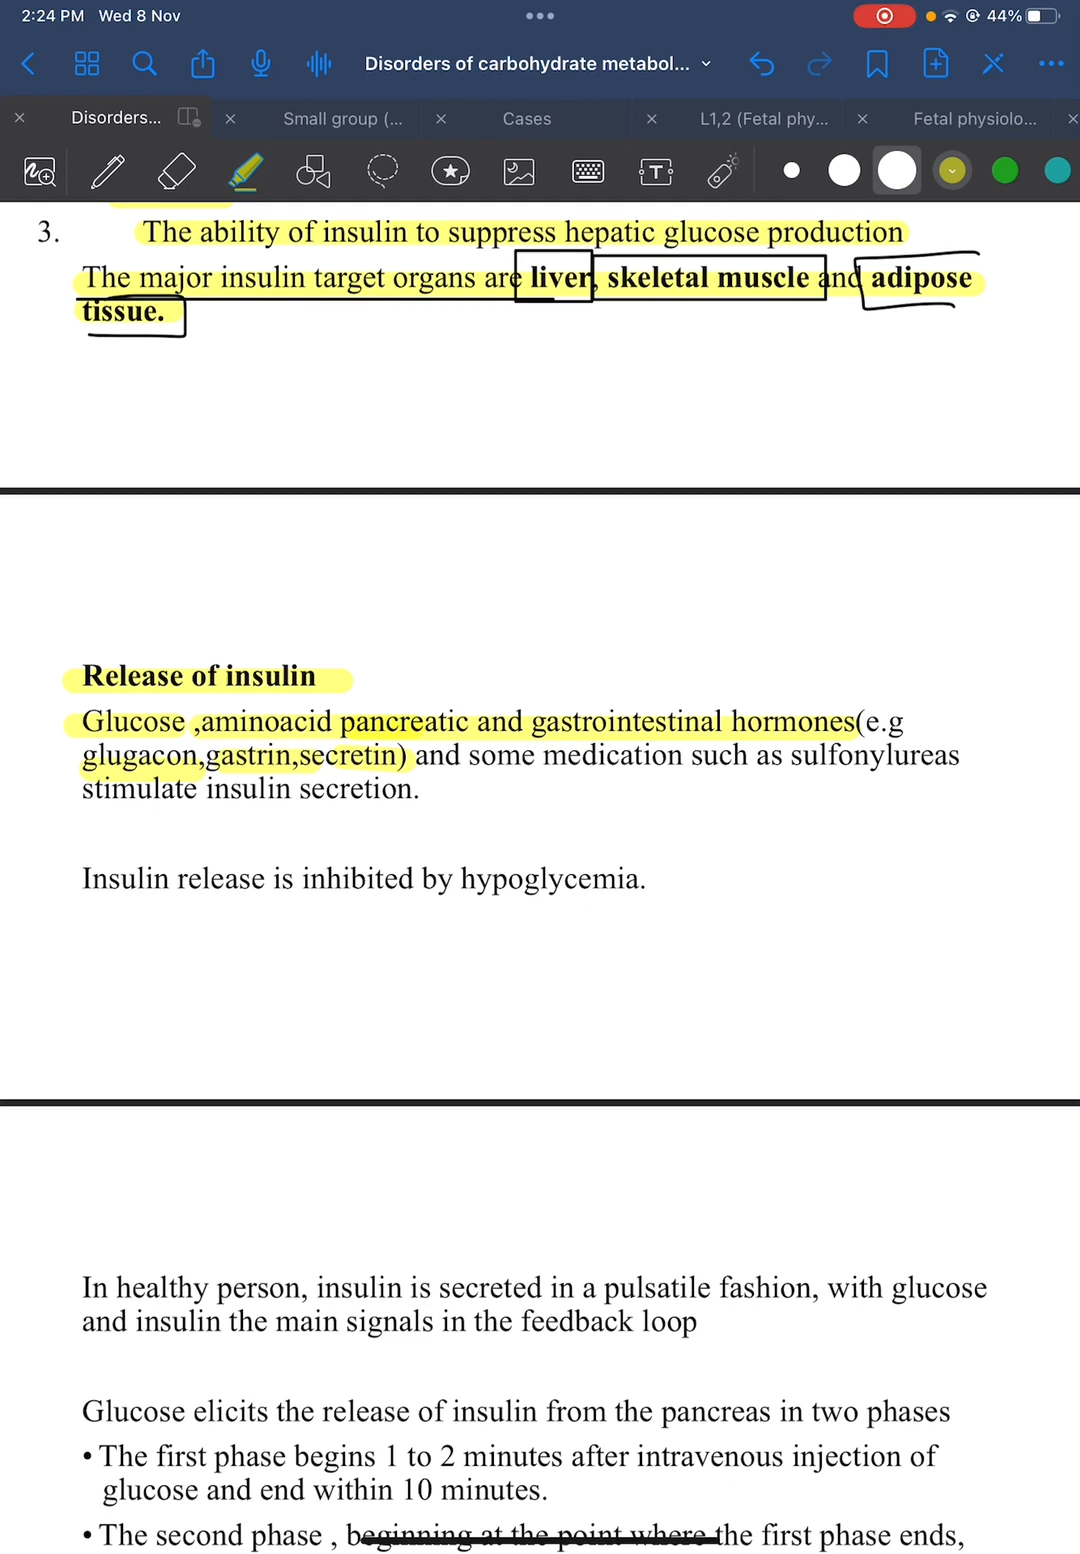 2:24 PM Wed 8 Nov
44%
Disorders of carbohydrate metabol...
Disorders...
Small group (...
Cases
L1,2 (Fetal phy...
Fetal physiolo...
3. The ability of insulin to suppress hepatic glucose production
The major insulin target organs are liver, skeletal muscle and adipose
tissue.
Release of insulin
Glucose ,aminoacid pancreatic and gastrointestinal hormones(e.g
glugacon,gastrin,secretin) and some medication such as sulfonylureas
stimulate insulin secretion.
Insulin release is inhibited by hypoglycemia.
In healthy person, insulin is secreted in a pulsatile fashion, with glucose
and insulin the main signals in the feedback loop
Glucose elicits the release of insulin from the pancreas in two phases
• The first phase begins 1 to 2 minutes after intravenous injection of
glucose and end within 10 minutes.
• The second phase , beginning at the point where the first phase ends,